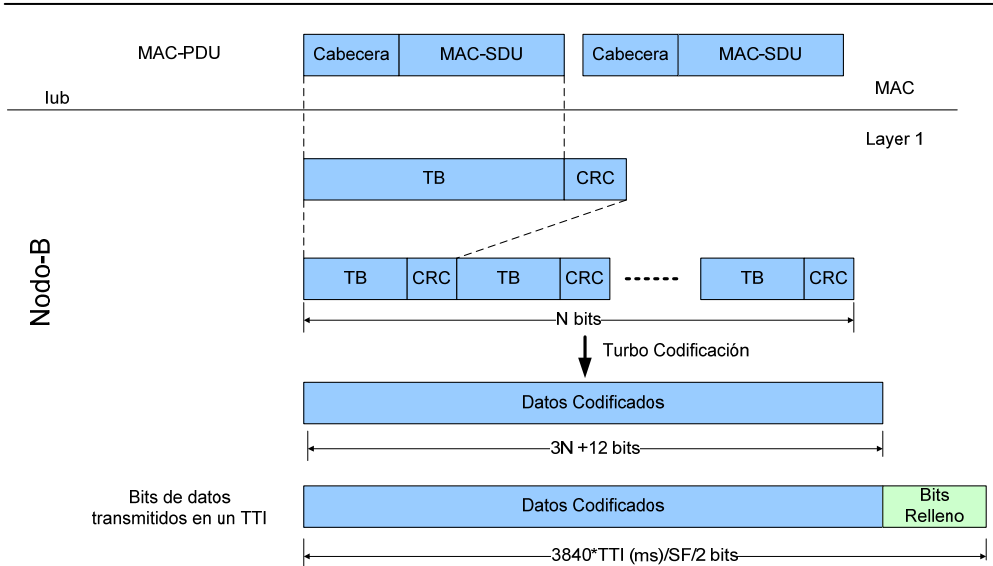 MAC-PDU
Cabecera MAC-SDU Cabecera MAC-SDU
Iub
MAC
Layer 1
TB CRC
Nodo-B
TB CRC TB CRC TB CRC
N bits
Turbo Codificación
Datos Codificados
3N +12 bits
Bits de datos
transmitidos en un TTI
Datos Codificados
Bits
Relleno
3840*TTI (ms)/SF/2 bits